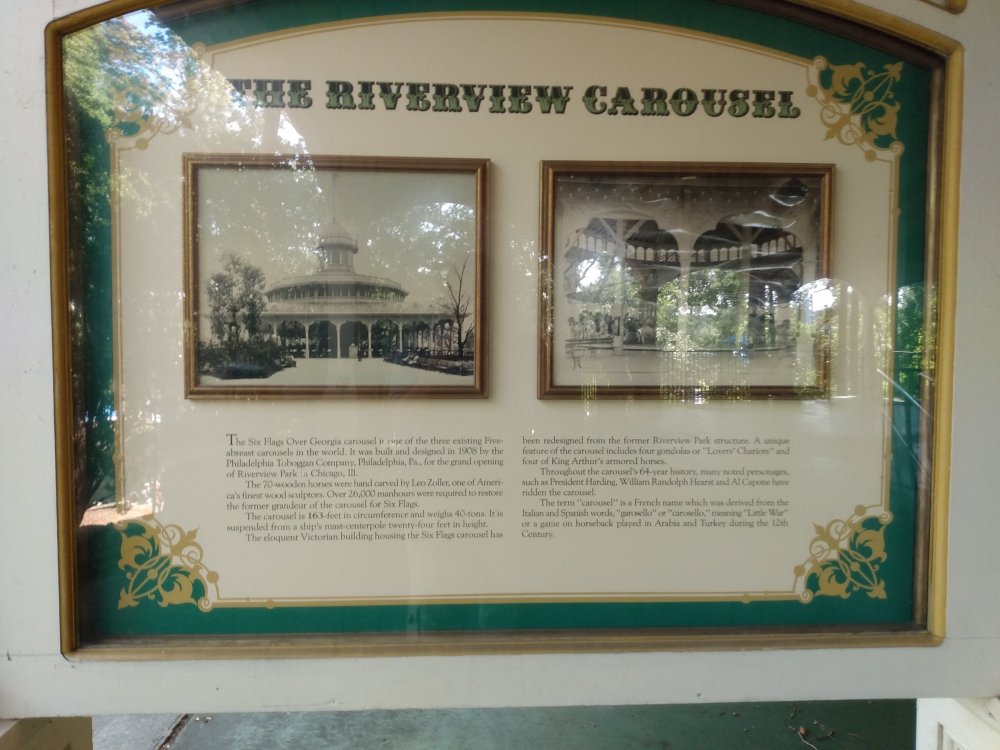 THE RIVERVIEW CAROUSEL
The Six Flags Over Georgia carousel is one of the three existing Five-
abreast carousels in the world. It was built and designed in 1908 by the
Philadelphia Toboggan Company, Philadelphia, Pa., for the grand opening
of Riverview Park in Chicago, Ill.
The 70-wooden horses were hand carved by Leo Zoller, one of Ameri-
ca's finest wood sculptors. Over 26,000 manhours were required to restore
the former grandeur of the carousel for Six Flags.
The carousel is 163-feet in circumference and weighs 40-tons. It is
suspended from a ship's mast-centerpole twenty-four feet in height.
The eloquent Victorian building housing the Six Flags carousel has
been redesigned from the former Riverview Park structure. A unique
feature of the carousel includes four gondolas or "Lovers' Chariots" and
four of King Arthur's armored horses.
Throughout the carousel's 64-year history, many noted personages,
such as President Harding, William Randolph Hearst and Al Capone have
ridden the carousel.
The term "carousel" is a French name which was derived from the
Italian and Spanish words, "garosello" or "carosello," meaning "Little War"
or a game on horseback played in Arabia and Turkey during the 12th
Century.